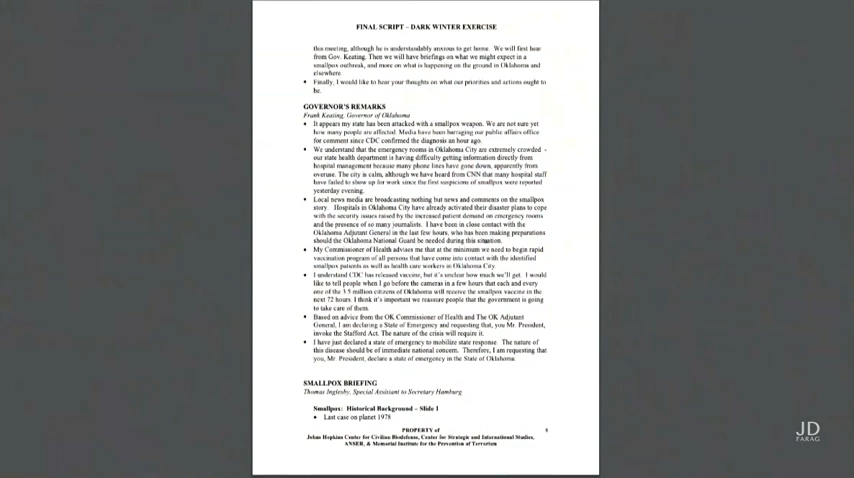 FINAL SCRIPT – DARK WINTER EXERCISE
this meeting, although he is understandably anxious to get home. We will first hear
from Gov. Keating. Then we will have briefings on what we might expect in a
smallpox outbreak, and more on what is happening on the ground in Oklahoma and
elsewhere.
• Finally, I would like to hear your thoughts on what our priorities and actions ought to
be.
GOVERNOR'S REMARKS
Frank Keating, Governor of Oklahoma
• It appears my state has been attacked with a smallpox weapon. We are not sure yet
how many people are affected. Media have been barraging our public affairs office
for comment since CDC confirmed the diagnosis an hour ago.
• We understand that the emergency rooms in Oklahoma City are extremely crowded -
our state health department is having difficulty getting information directly from
hospital management because many phone lines have gone down, apparently from
overuse. The city is calm, although we have heard from CNN that many hospital staff
have failed to show up for work since the first suspicions of smallpox were reported
yesterday evening.
• Local news media are broadcasting nothing but news and comments on the smallpox
story. Hospitals in Oklahoma City have already activated their disaster plans to cope
with the security issues raised by the increased patient demand on emergency rooms
and the presence of so many journalists. I have been in close contact with the
Oklahoma Adjutant General in the last few hours, who has been making preparations
should the Oklahoma National Guard be needed during this situation.
• My Commissioner of Health advises me that at the minimum we need to begin rapid
vaccination program of all persons that have come into contact with the identified
smallpox patients as well as health care workers in Oklahoma City.
• I understand CDC has released vaccine, but it's unclear how much we'll get. I would
like to tell people when I go before the cameras in a few hours that each and every
one of the 3.5 million citizens of Oklahoma will receive the smallpox vaccine in the
next 72 hours. I think it's important we reassure people that the government is going
to take care of them.
• Based on advice from the OK Commissioner of Health and The OK Adjutant
General, I am declaring a State of Emergency and requesting that, you Mr. President,
invoke the Stafford Act. The nature of the crisis will require it.
• I have just declared a state of emergency to mobilize state response. The nature of
this disease should be of immediate national concern. Therefore, I am requesting that
you, Mr. President, declare a state of emergency in the State of Oklahoma.
SMALLPOX BRIEFING
Thomas Inglesby, Special Assistant to Secretary Hamburg
Smallpox: Historical Background – Slide 1
• Last case on planet 1978
PROPERTY of
Johns Hopkins Center for Civilian Biodefense, Center for Strategic and International Studies,
ANSER, & Memorial Institute for the Prevention of Terrorism
JD
FARAG